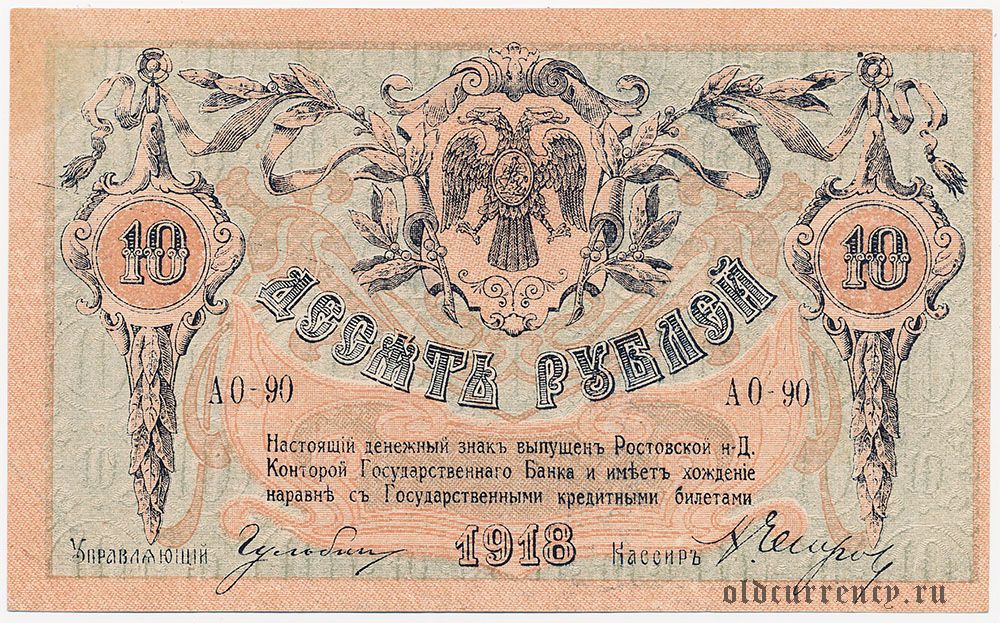 10
10
ДЕСЯТЬ РУБЛЕЙ
АО-90
АО-90
Настоящій денежный знакъ выпущенъ Ростовской н-Д.
Конторой Государственнаго Банка и имѣетъ хожденіе
наравнѣ съ Государственными кредитными билетами
Управляющій
1918
Кассиръ
oldcurrency.ru